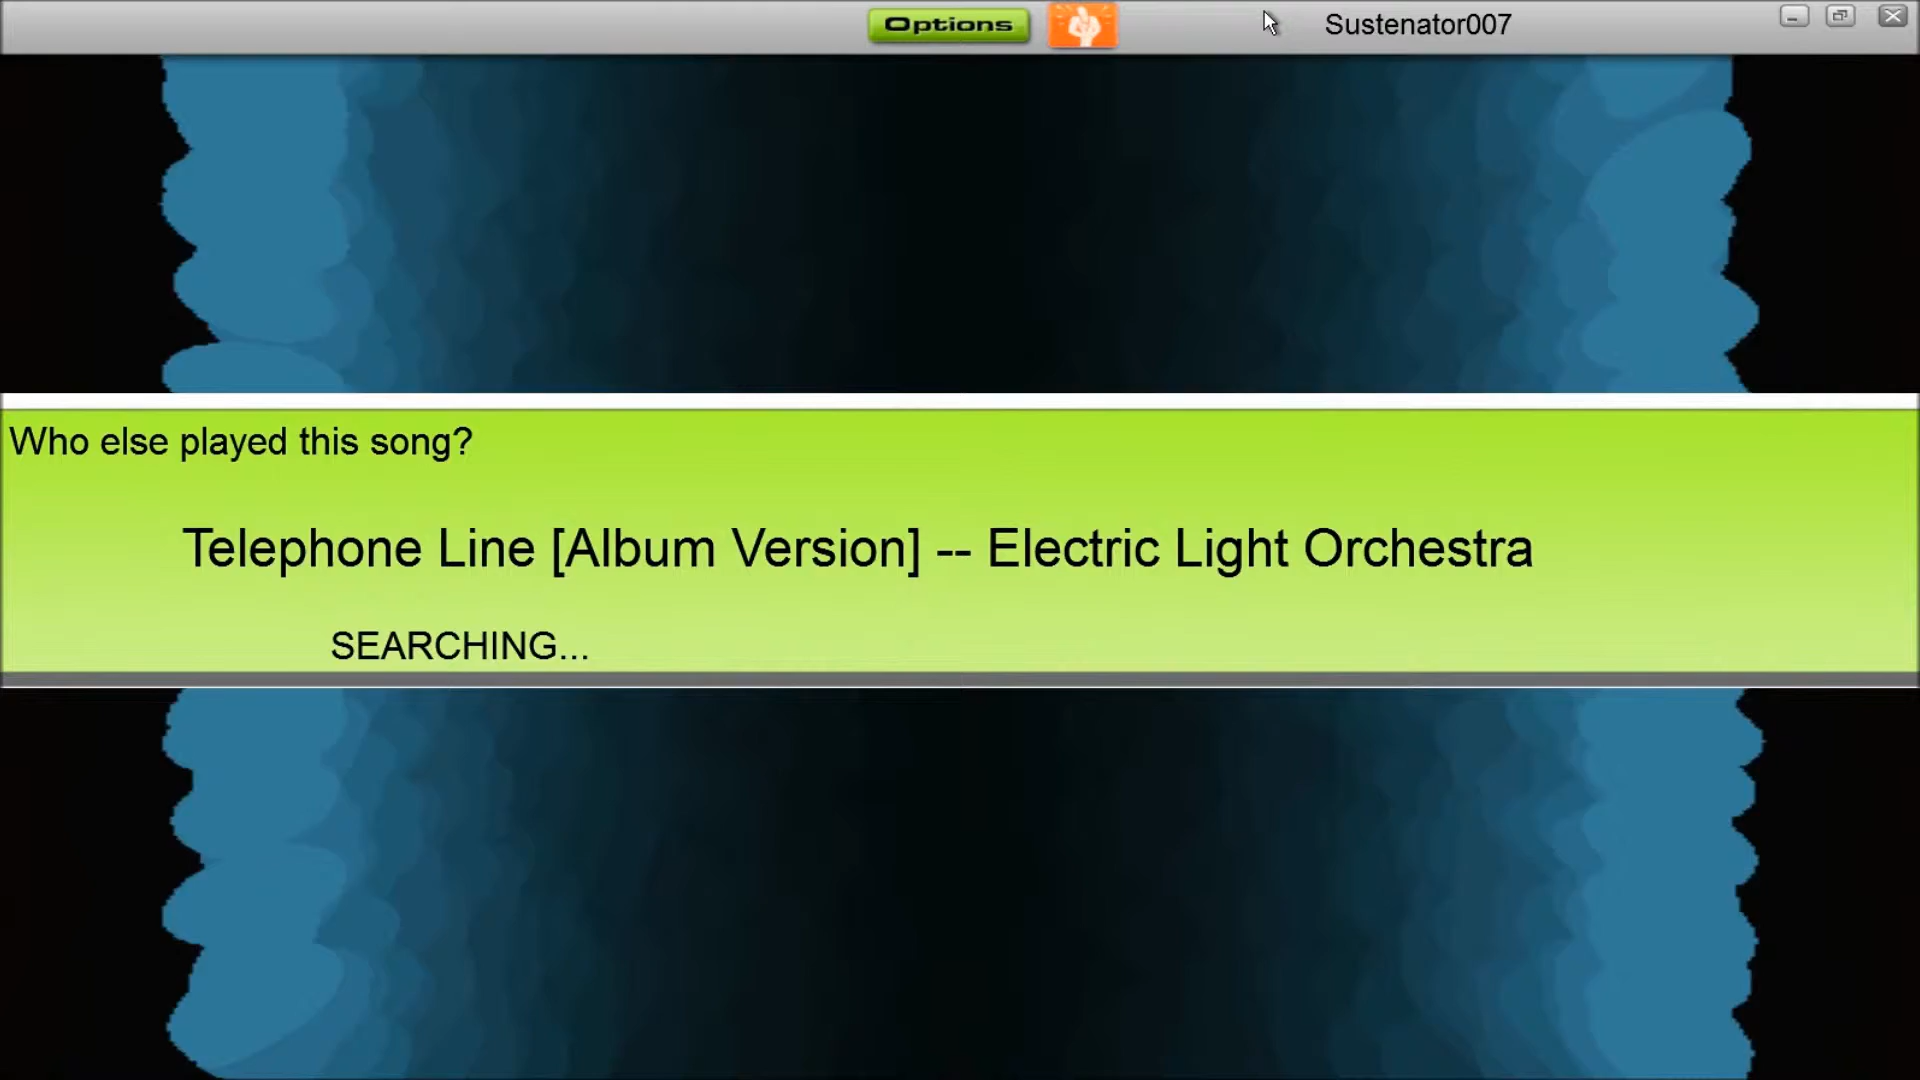 Options
Sustenator007
Who else played this song?
Telephone Line [Album Version] -- Electric Light Orchestra
SEARCHING...